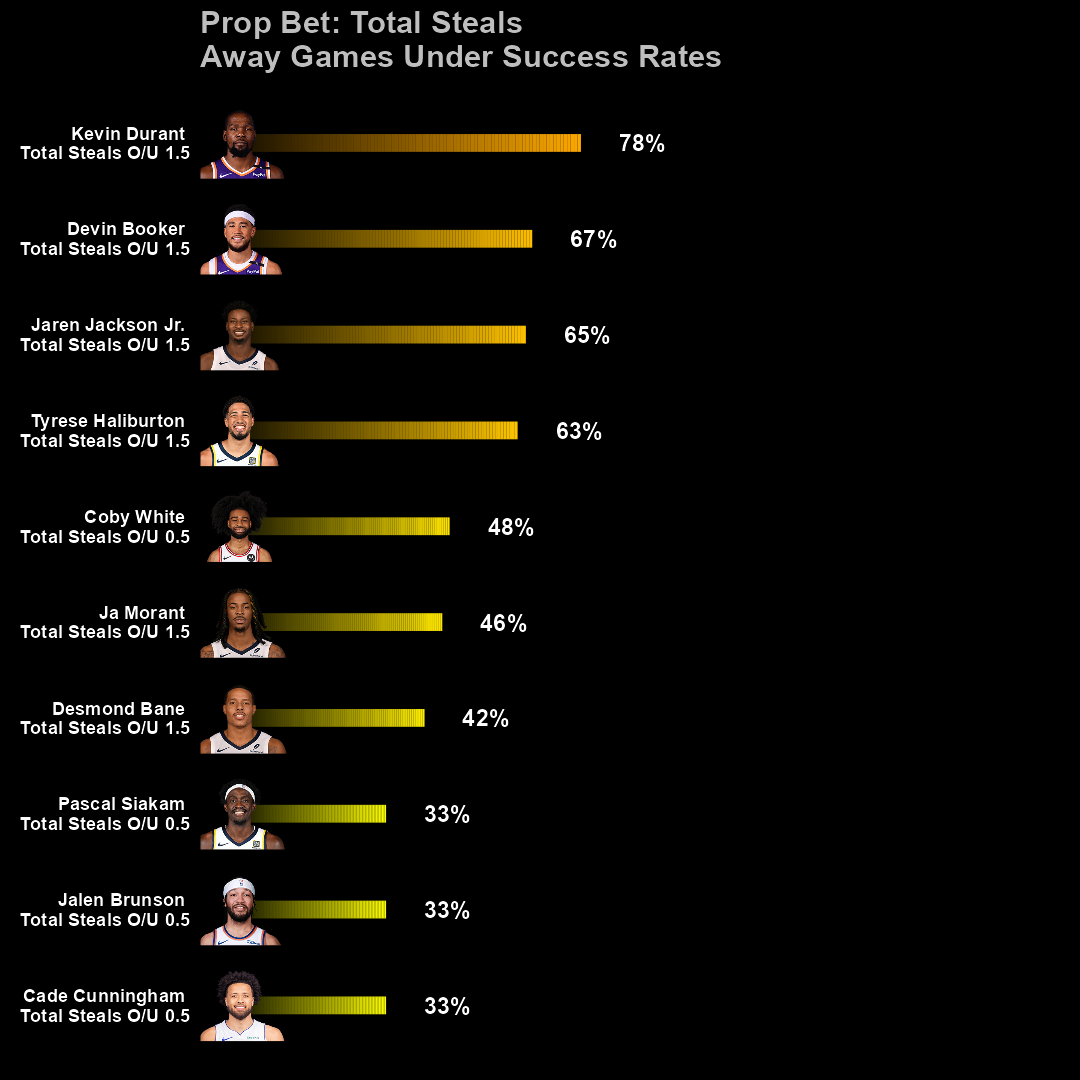 Prop Bet: Total Steals
Away Games Under Success Rates
Kevin Durant
Total Steals O/U 1.5
78%
Devin Booker
Total Steals O/U 1.5
67%
Jaren Jackson Jr.
Total Steals O/U 1.5
65%
Tyrese Haliburton
Total Steals O/U 1.5
63%
Coby White
Total Steals O/U 0.5
48%
Ja Morant
Total Steals O/U 1.5
46%
Desmond Bane
Total Steals O/U 1.5
42%
Pascal Siakam
Total Steals O/U 0.5
33%
Jalen Brunson
Total Steals O/U 0.5
33%
Cade Cunningham
Total Steals O/U 0.5
33%